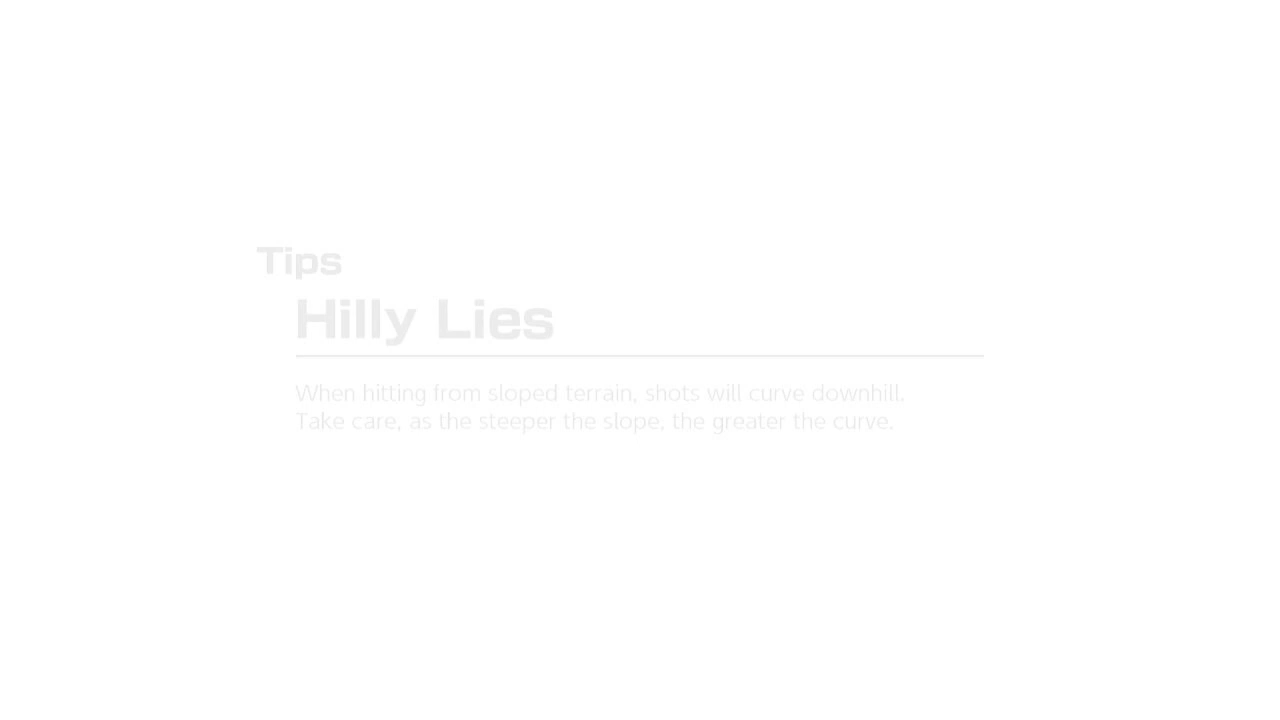 Tips
Hilly Lies
When hitting from sloped terrain, shots will curve downhill.
Take care, as the steeper the slope, the greater the curve.